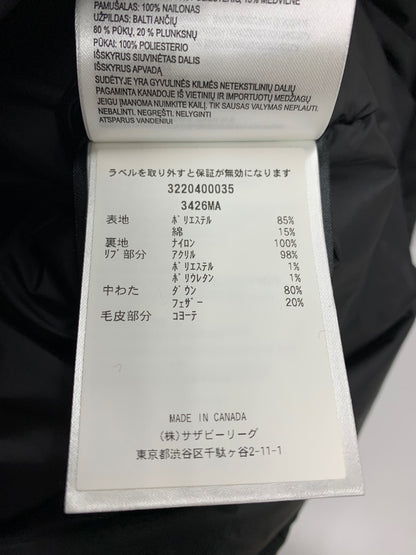 PAMUŠALAS: 100% NAILONAS
UŽPILDAS: BALTI ANČIŲ
80 % PŪKŲ, 20 % PLUNKSNŲ
PŪKAI: 100% POLIESTERIO
IŠSKYRUS SIUVINĖTAS DALIS
IŠSKYRUS APVADĄ
SUDĖTYJE YRA GYVULINĖS KILMĖS NETEKSTILINIŲ DALIŲ
PAGAMINTA KANADOJE IŠ VIETINIŲ IR IMPORTUOTŲ MEDŽIAGŲ
JEIGU ĮMANOMA NUIMKITE KAILĮ, TIK SAUSAS VALYMAS NEPLAUTI.
NEBALINTI. NEGRĘŠTI. NELYGINTI
ATSPARUS VANDENIUI
ラベルを取り外すと保証が無効になります
3220400035
3426MA
表地 ポリエステル 85%
綿 15%
裏地 ナイロン 100%
リブ部分 アクリル 98%
ポリエステル 1%
ポリウレタン 1%
中わた ダウン 80%
フェザー 20%
毛皮部分 コヨーテ
MADE IN CANADA
(株)サザビーリーグ
東京都渋谷区千駄ヶ谷2-11-1